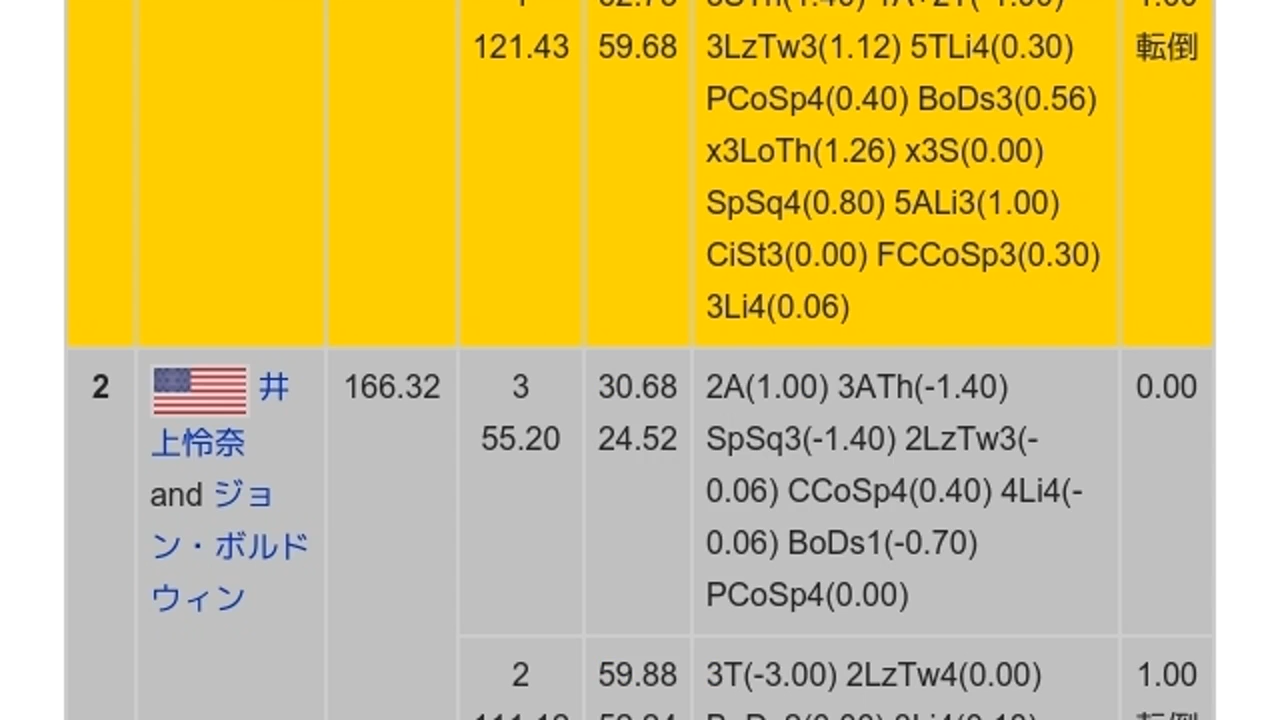 121.43 59.68 3LzTw3(1.12) 5TLi4(0.30) 転倒
PCoSp4(0.40) BoDs3(0.56)
x3LoTh(1.26) x3S(0.00)
SpSq4(0.80) 5ALi3(1.00)
CiSt3(0.00) FCCoSp3(0.30)
3Li4(0.06)
2 井 166.32 3 30.68 2A(1.00) 3ATh(-1.40) 0.00
上怜奈 55.20 24.52 SpSq3(-1.40) 2LzTw3(-
and ジョ 0.06) CCoSp4(0.40) 4Li4(-
ン・ボルド 0.06) BoDs1(-0.70)
ウィン PCoSp4(0.00)
2 59.88 3T(-3.00) 2LzTw4(0.00) 1.00